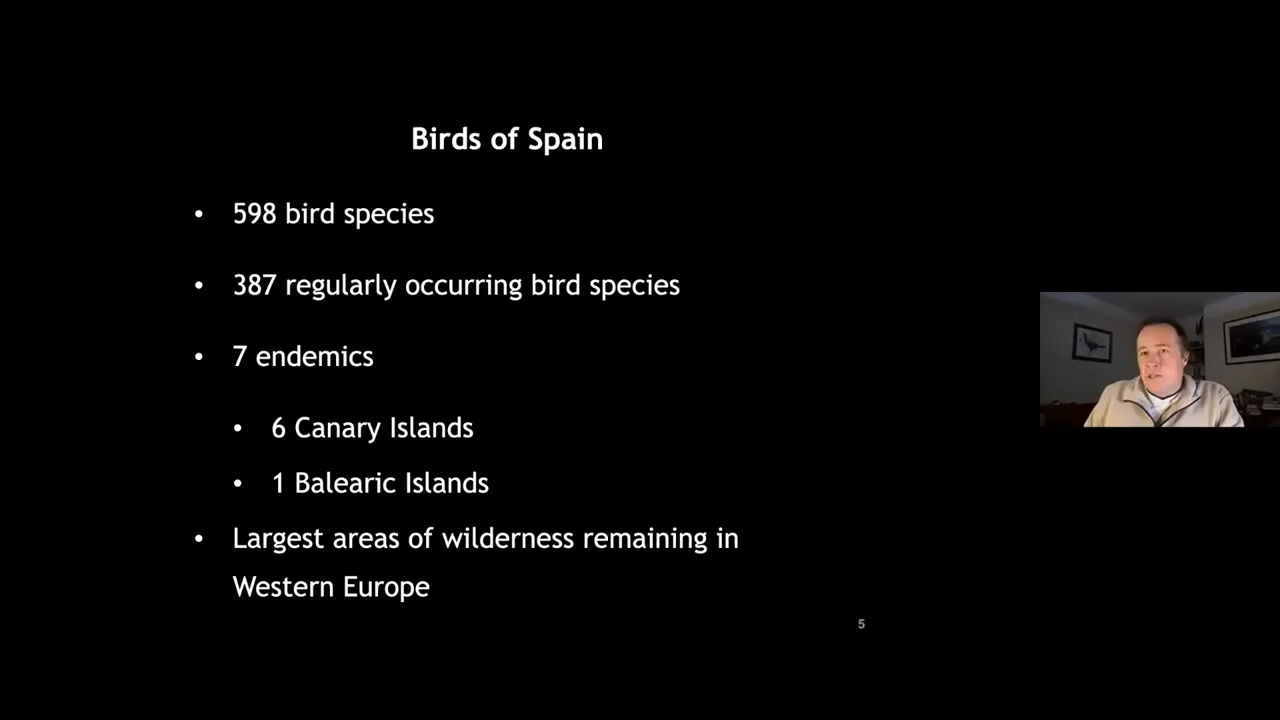 Birds of Spain
• 598 bird species
• 387 regularly occurring bird species
• 7 endemics
• 6 Canary Islands
• 1 Balearic Islands
• Largest areas of wilderness remaining in
Western Europe
5